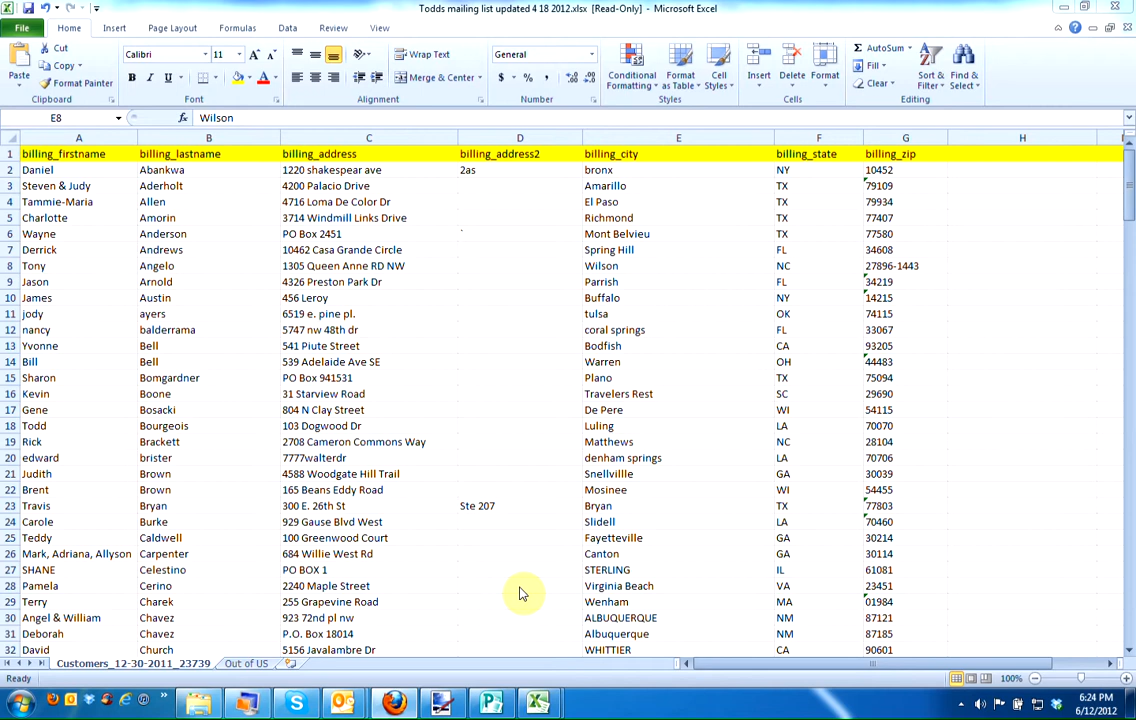 Todds mailing list updated 4 18 2012.xlsx [Read-Only] - Microsoft Excel
File Home Insert Page Layout Formulas Data Review View
Paste Cut Copy Format Painter Clipboard
Calibri 11 A A B I U A Font
Wrap Text Merge & Center Alignment
General $ % , Number
Conditional Formatting Format as Table Cell Styles Styles
Insert Delete Format Cells
Σ AutoSum Fill Clear Sort & Filter Find & Select Editing
E8 fx Wilson
A B C D E F G H
1 billing_firstname billing_lastname billing_address billing_address2 billing_city billing_state billing_zip
2 Daniel Abankwa 1220 shakespear ave 2as bronx NY 10452
3 Steven & Judy Aderholt 4200 Palacio Drive Amarillo TX 79109
4 Tammie-Maria Allen 4716 Loma De Color Dr El Paso TX 79934
5 Charlotte Amorin 3714 Windmill Links Drive Richmond TX 77407
6 Wayne Anderson PO Box 2451 ` Mont Belvieu TX 77580
7 Derrick Andrews 10462 Casa Grande Circle Spring Hill FL 34608
8 Tony Angelo 1305 Queen Anne RD NW Wilson NC 27896-1443
9 Jason Arnold 4326 Preston Park Dr Parrish FL 34219
10 James Austin 456 Leroy Buffalo NY 14215
11 jody ayers 6519 e. pine pl. tulsa OK 74115
12 nancy balderrama 5747 nw 48th dr coral springs FL 33067
13 Yvonne Bell 541 Piute Street Bodfish CA 93205
14 Bill Bell 539 Adelaide Ave SE Warren OH 44483
15 Sharon Bomgardner PO Box 941531 Plano TX 75094
16 Kevin Boone 31 Starview Road Travelers Rest SC 29690
17 Gene Bosacki 804 N Clay Street De Pere WI 54115
18 Todd Bourgeois 103 Dogwood Dr Luling LA 70070
19 Rick Brackett 2708 Cameron Commons Way Matthews NC 28104
20 edward brister 7777walterdr denham springs LA 70706
21 Judith Brown 4588 Woodgate Hill Trail Snellvillle GA 30039
22 Brent Brown 165 Beans Eddy Road Mosinee WI 54455
23 Travis Bryan 300 E. 26th St Ste 207 Bryan TX 77803
24 Carole Burke 929 Gause Blvd West Slidell LA 70460
25 Teddy Caldwell 100 Greenwood Court Fayetteville GA 30214
26 Mark, Adriana, Allyson Carpenter 684 Willie West Rd Canton GA 30114
27 SHANE Celestino PO BOX 1 STERLING IL 61081
28 Pamela Cerino 2240 Maple Street Virginia Beach VA 23451
29 Terry Charek 255 Grapevine Road Wenham MA 01984
30 Angel & William Chavez 923 72nd pl nw ALBUQUERQUE NM 87121
31 Deborah Chavez P.O. Box 18014 Albuquerque NM 87185
32 David Church 5156 Javalambre Dr WHITTIER CA 90601
Customers_12-30-2011_23739 Out of US
Ready 100%
6:24 PM
6/12/2012